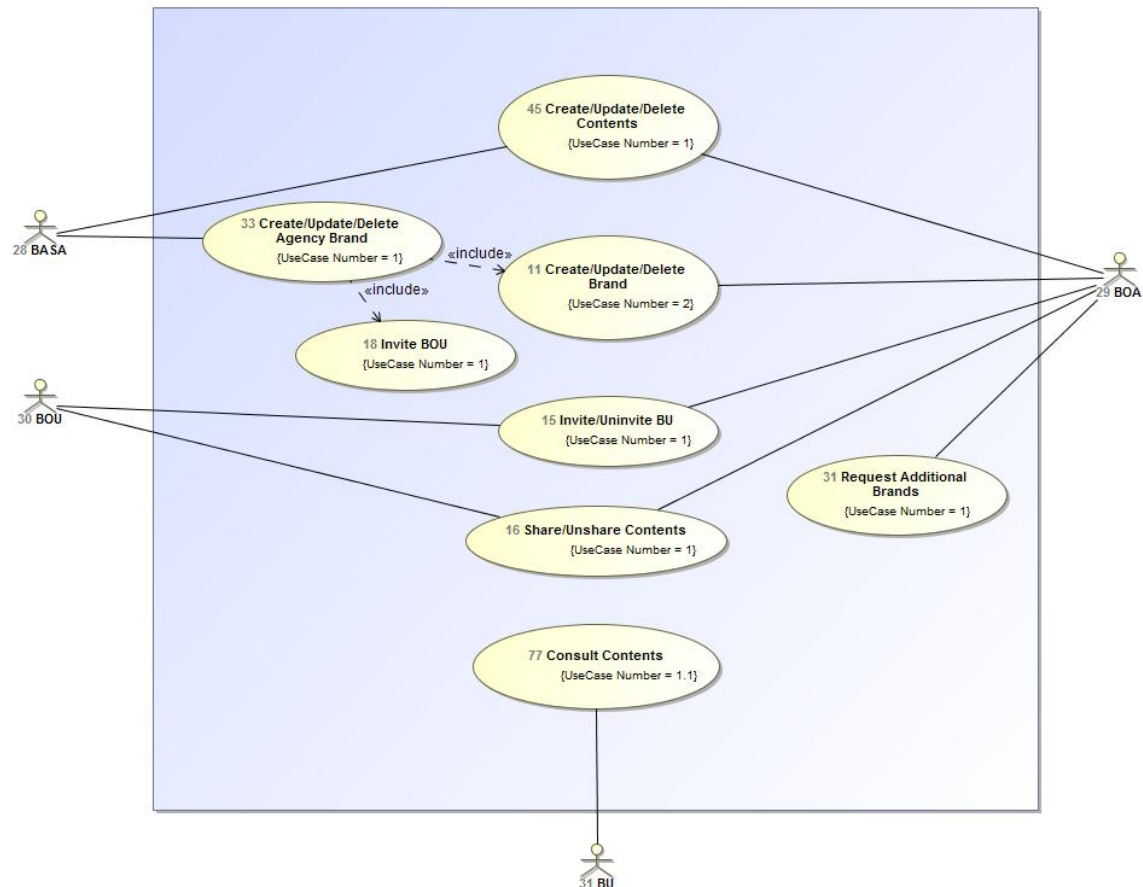 45 Create/Update/Delete
Contents
{UseCase Number = 1}
33 Create/Update/Delete
Agency Brand
{UseCase Number = 1}
28 BASA
«include»
11 Create/Update/Delete
Brand
{UseCase Number = 2}
29 BOA
«include»
18 Invite BOU
{UseCase Number = 1}
30 BOU
15 Invite/Uninvite BU
{UseCase Number = 1}
31 Request Additional
Brands
{UseCase Number = 1}
16 Share/Unshare Contents
{UseCase Number = 1}
77 Consult Contents
{UseCase Number = 1.1}
31 BU